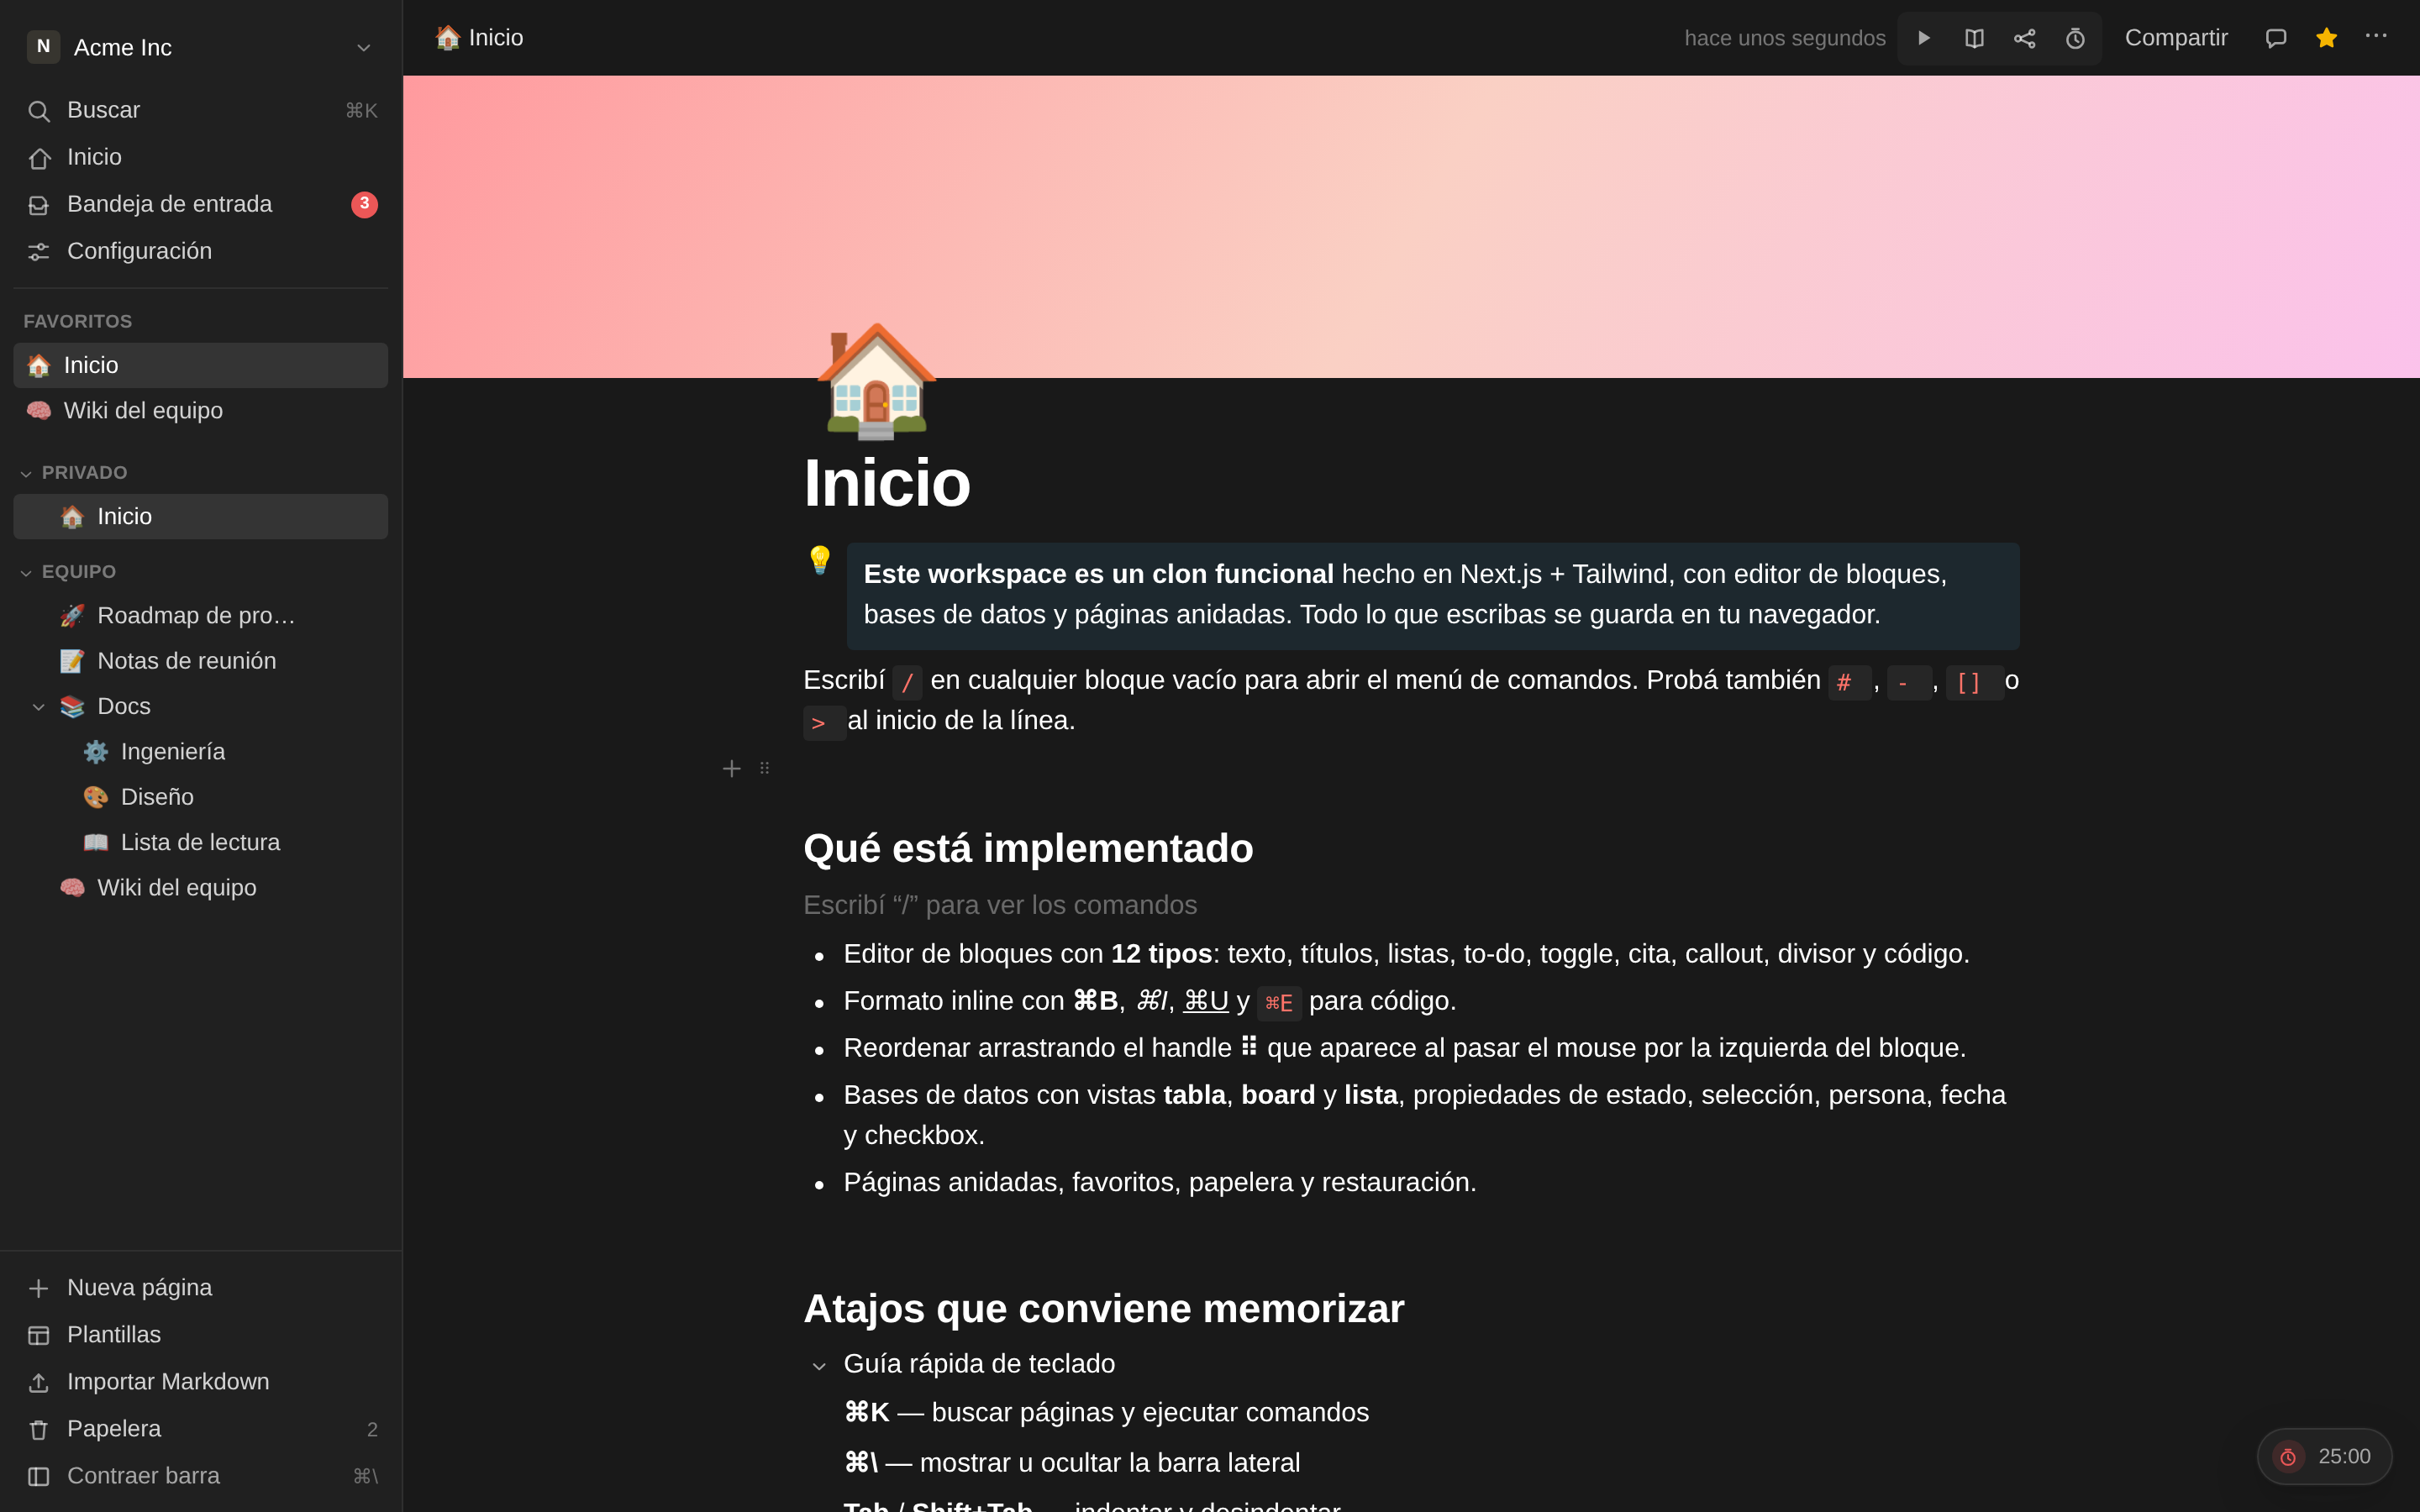 N Acme Inc
Buscar ⌘K
Inicio
Bandeja de entrada 3
Configuración
FAVORITOS
Inicio
Wiki del equipo
PRIVADO
Inicio
EQUIPO
Roadmap de pro…
Notas de reunión
Docs
Ingeniería
Diseño
Lista de lectura
Wiki del equipo
Nueva página
Plantillas
Importar Markdown
Papelera 2
Contraer barra ⌘\
Inicio
hace unos segundos
Compartir
Inicio
Este workspace es un clon funcional hecho en Next.js + Tailwind, con editor de bloques,
bases de datos y páginas anidadas. Todo lo que escribas se guarda en tu navegador.
Escribí / en cualquier bloque vacío para abrir el menú de comandos. Probá también # , - , [] o
> al inicio de la línea.
Qué está implementado
Escribí “/” para ver los comandos
• Editor de bloques con 12 tipos: texto, títulos, listas, to-do, toggle, cita, callout, divisor y código.
• Formato inline con ⌘B, ⌘I, ⌘U y ⌘E para código.
• Reordenar arrastrando el handle ⠿ que aparece al pasar el mouse por la izquierda del bloque.
• Bases de datos con vistas tabla, board y lista, propiedades de estado, selección, persona, fecha
y checkbox.
• Páginas anidadas, favoritos, papelera y restauración.
Atajos que conviene memorizar
Guía rápida de teclado
⌘K — buscar páginas y ejecutar comandos
⌘\ — mostrar u ocultar la barra lateral
Tab / Shift+Tab — indentar y desindentar
25:00